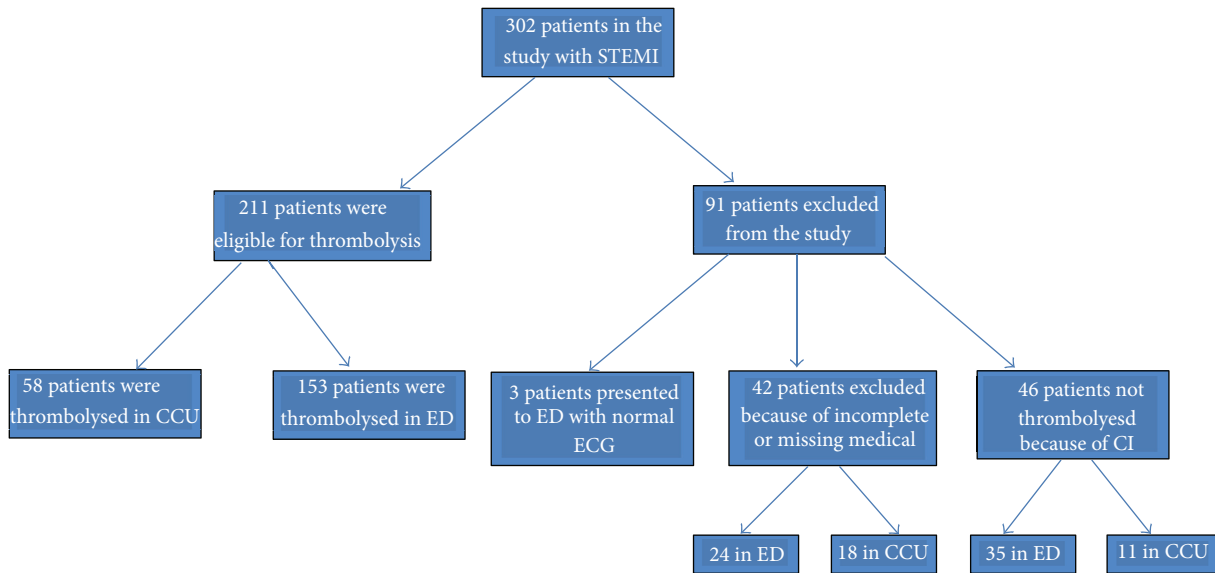 302 patients in the
study with STEMI
211 patients were
eligible for thrombolysis
91 patients excluded
from the study
58 patients were
thrombolysed in CCU
153 patients were
thrombolysed in ED
3 patients presented
to ED with normal
ECG
42 patients excluded
because of incomplete
or missing medical
46 patients not
thrombolyesd
because of CI
24 in ED
18 in CCU
35 in ED
11 in CCU